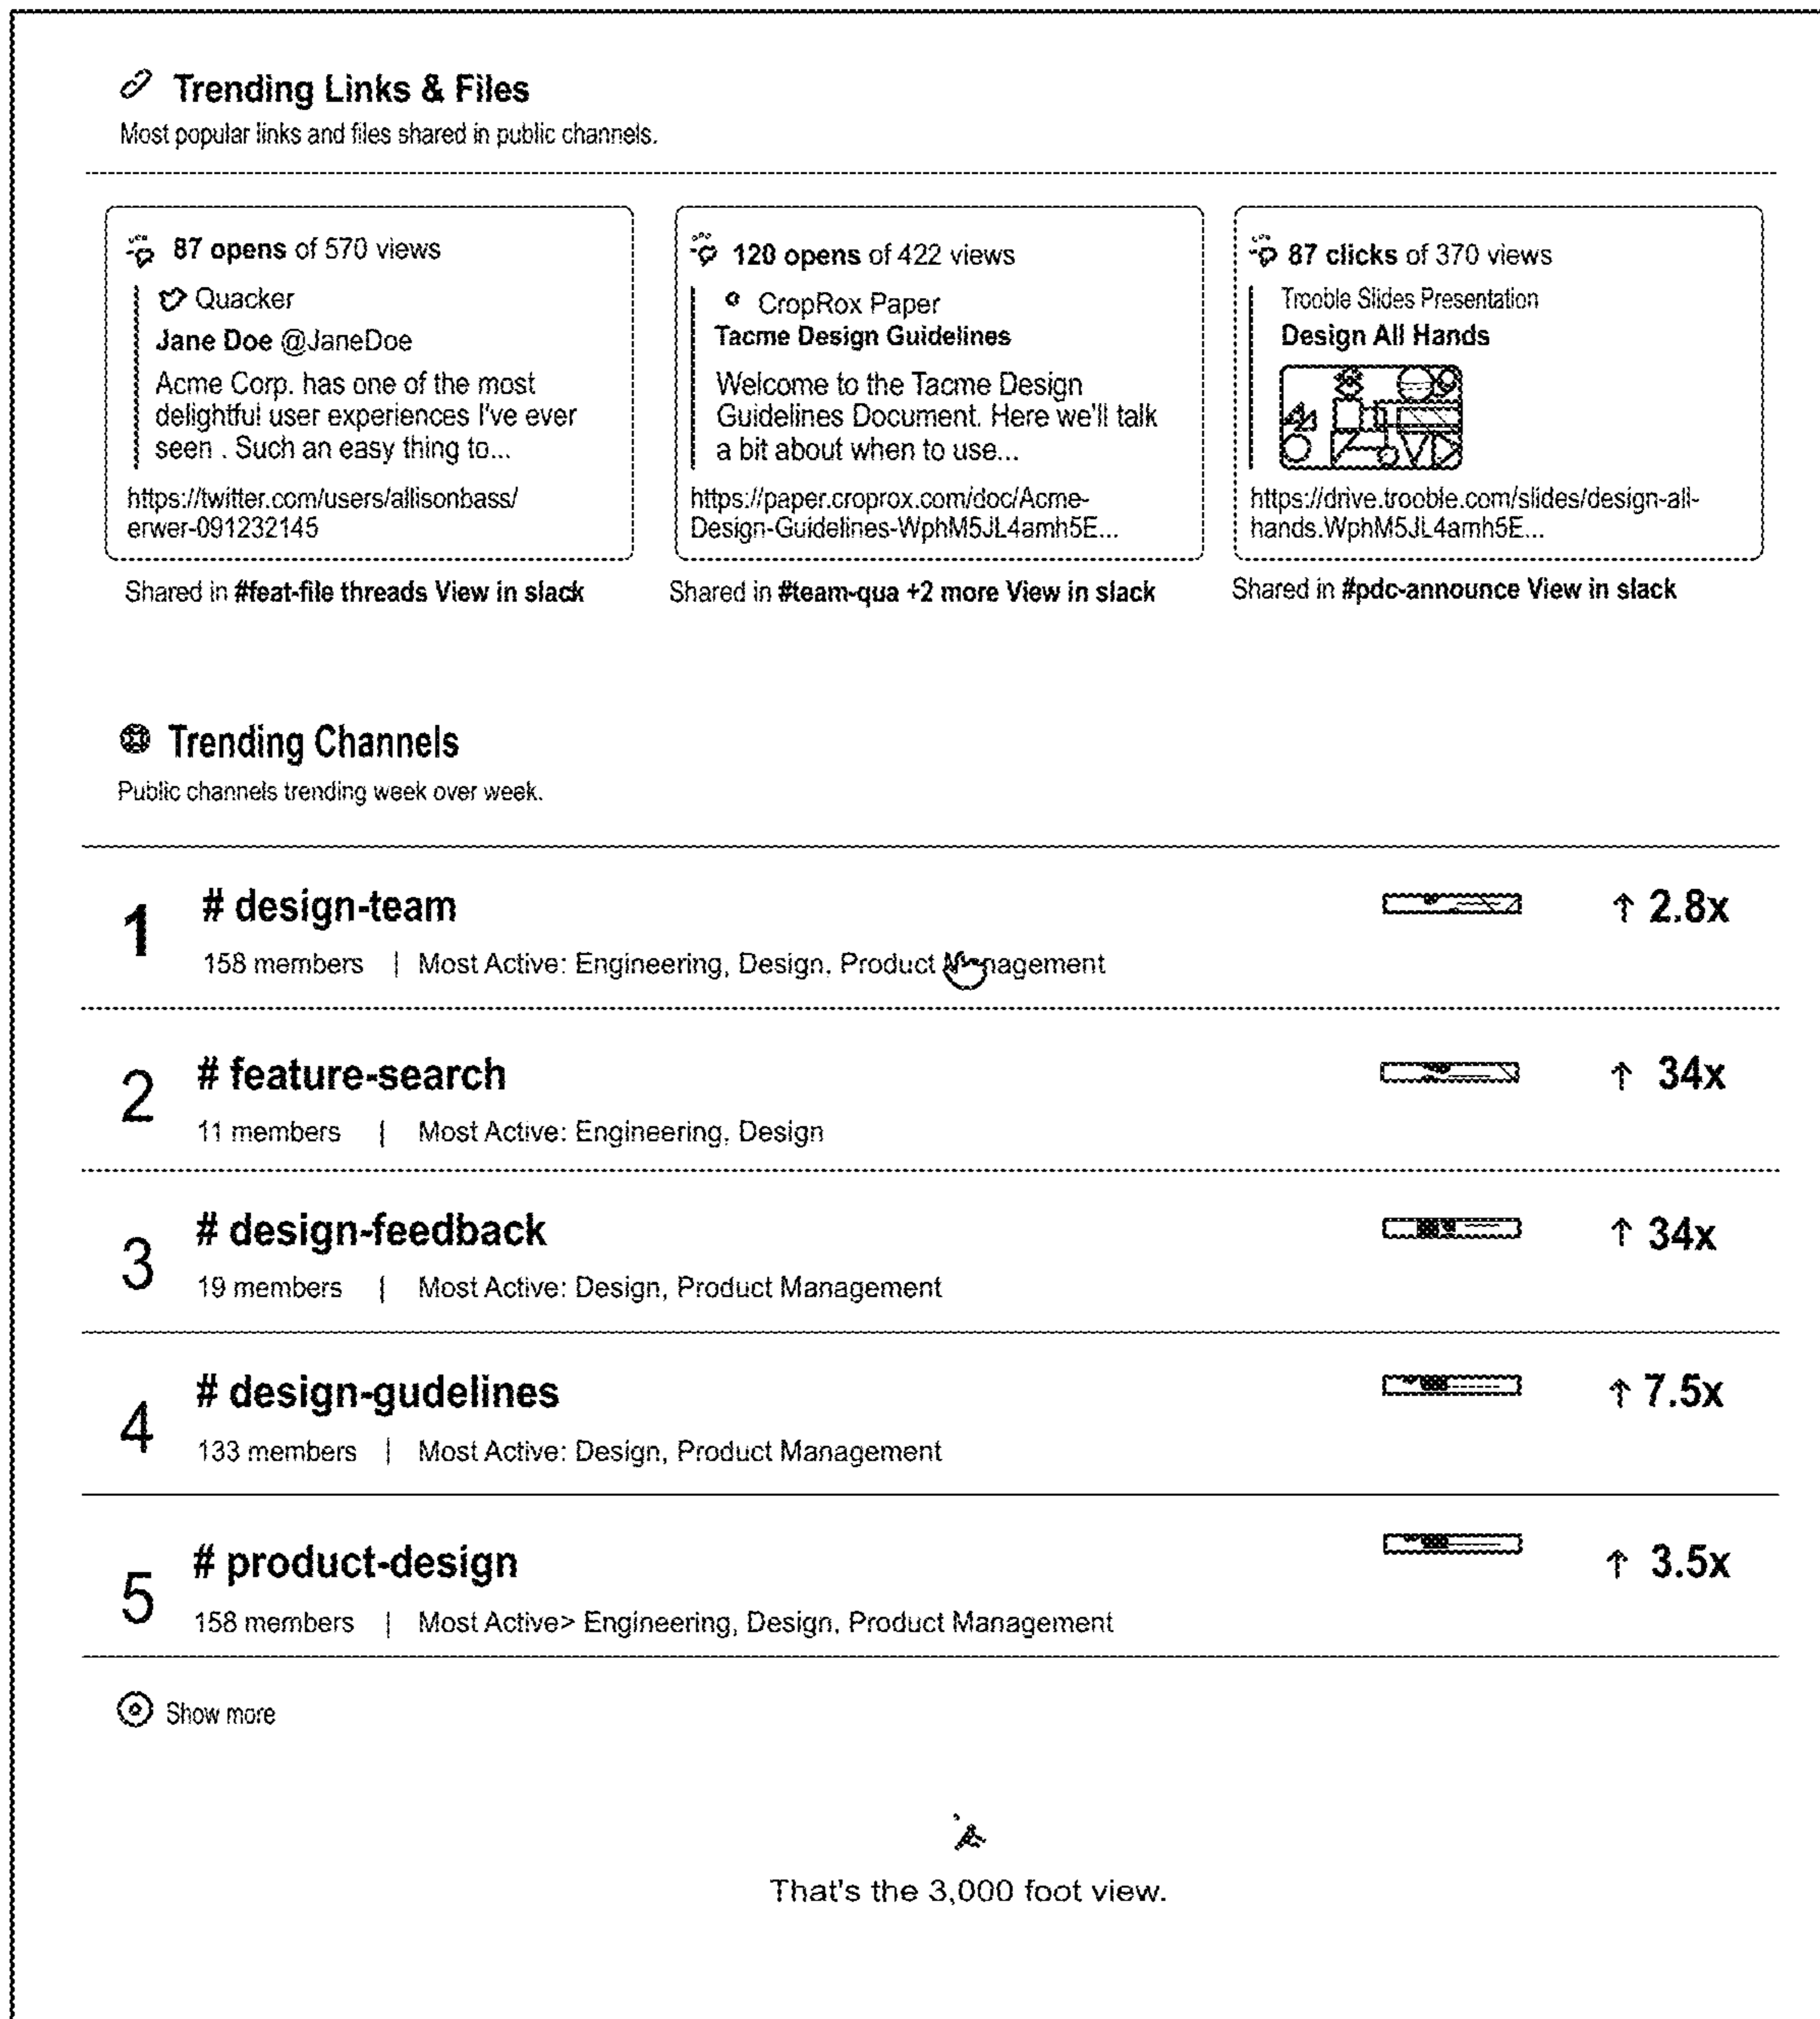 Trending Links & Files
Most popular links and files shared in public channels.
87 opens of 570 views
Quacker
Jane Doe @JaneDoe
Acme Corp. has one of the most
delightful user experiences I've ever
seen . Such an easy thing to...
https://twitter.com/users/allisonbass/
erwer-091232145
Shared in #feat-file threads View in slack
120 opens of 422 views
CropRox Paper
Tacme Design Guidelines
Welcome to the Tacme Design
Guidelines Document. Here we'll talk
a bit about when to use...
https://paper.croprox.com/doc/Acme-
Design-Guidelines-WphM5JL4amh5E...
Shared in #team-qua +2 more View in slack
87 clicks of 370 views
Trooble Slides Presentation
Design All Hands
https://drive.trooble.com/slides/design-all-
hands.WphM5JL4amh5E...
Shared in #pdc-announce View in slack
Trending Channels
Public channels trending week over week.
1 # design-team ↑ 2.8x
158 members | Most Active: Engineering, Design, Product Management
2 # feature-search ↑ 34x
11 members | Most Active: Engineering, Design
3 # design-feedback ↑ 34x
19 members | Most Active: Design, Product Management
4 # design-gudelines ↑ 7.5x
133 members | Most Active: Design, Product Management
5 # product-design ↑ 3.5x
158 members | Most Active> Engineering, Design, Product Management
Show more
That's the 3,000 foot view.